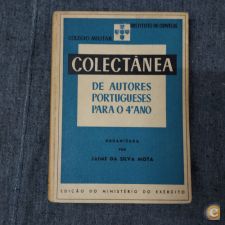 INSTITUTO DE ODIVELAS
COLÉGIO MILITAR
COLECTÂNEA
DE AUTORES
PORTUGUESES
PARA O 4º ANO
ORGANIZADA
POR
JAIME DA SILVA MOTA
EDIÇÃO DO MINISTÉRIO DO EXÉRCITO